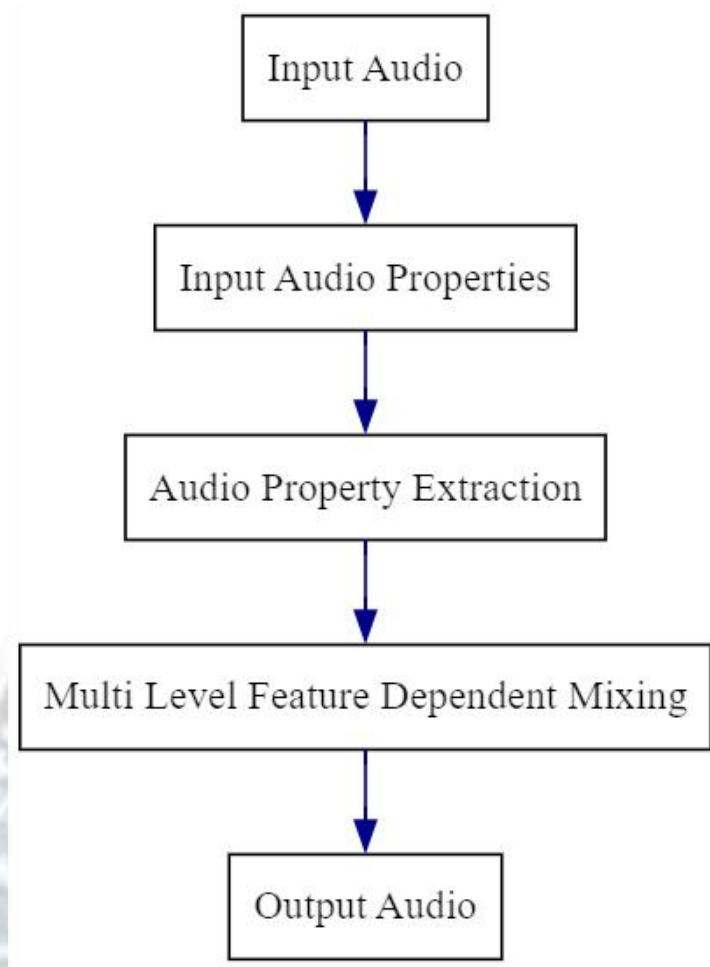 Input Audio
Input Audio Properties
Audio Property Extraction
Multi Level Feature Dependent Mixing
Output Audio